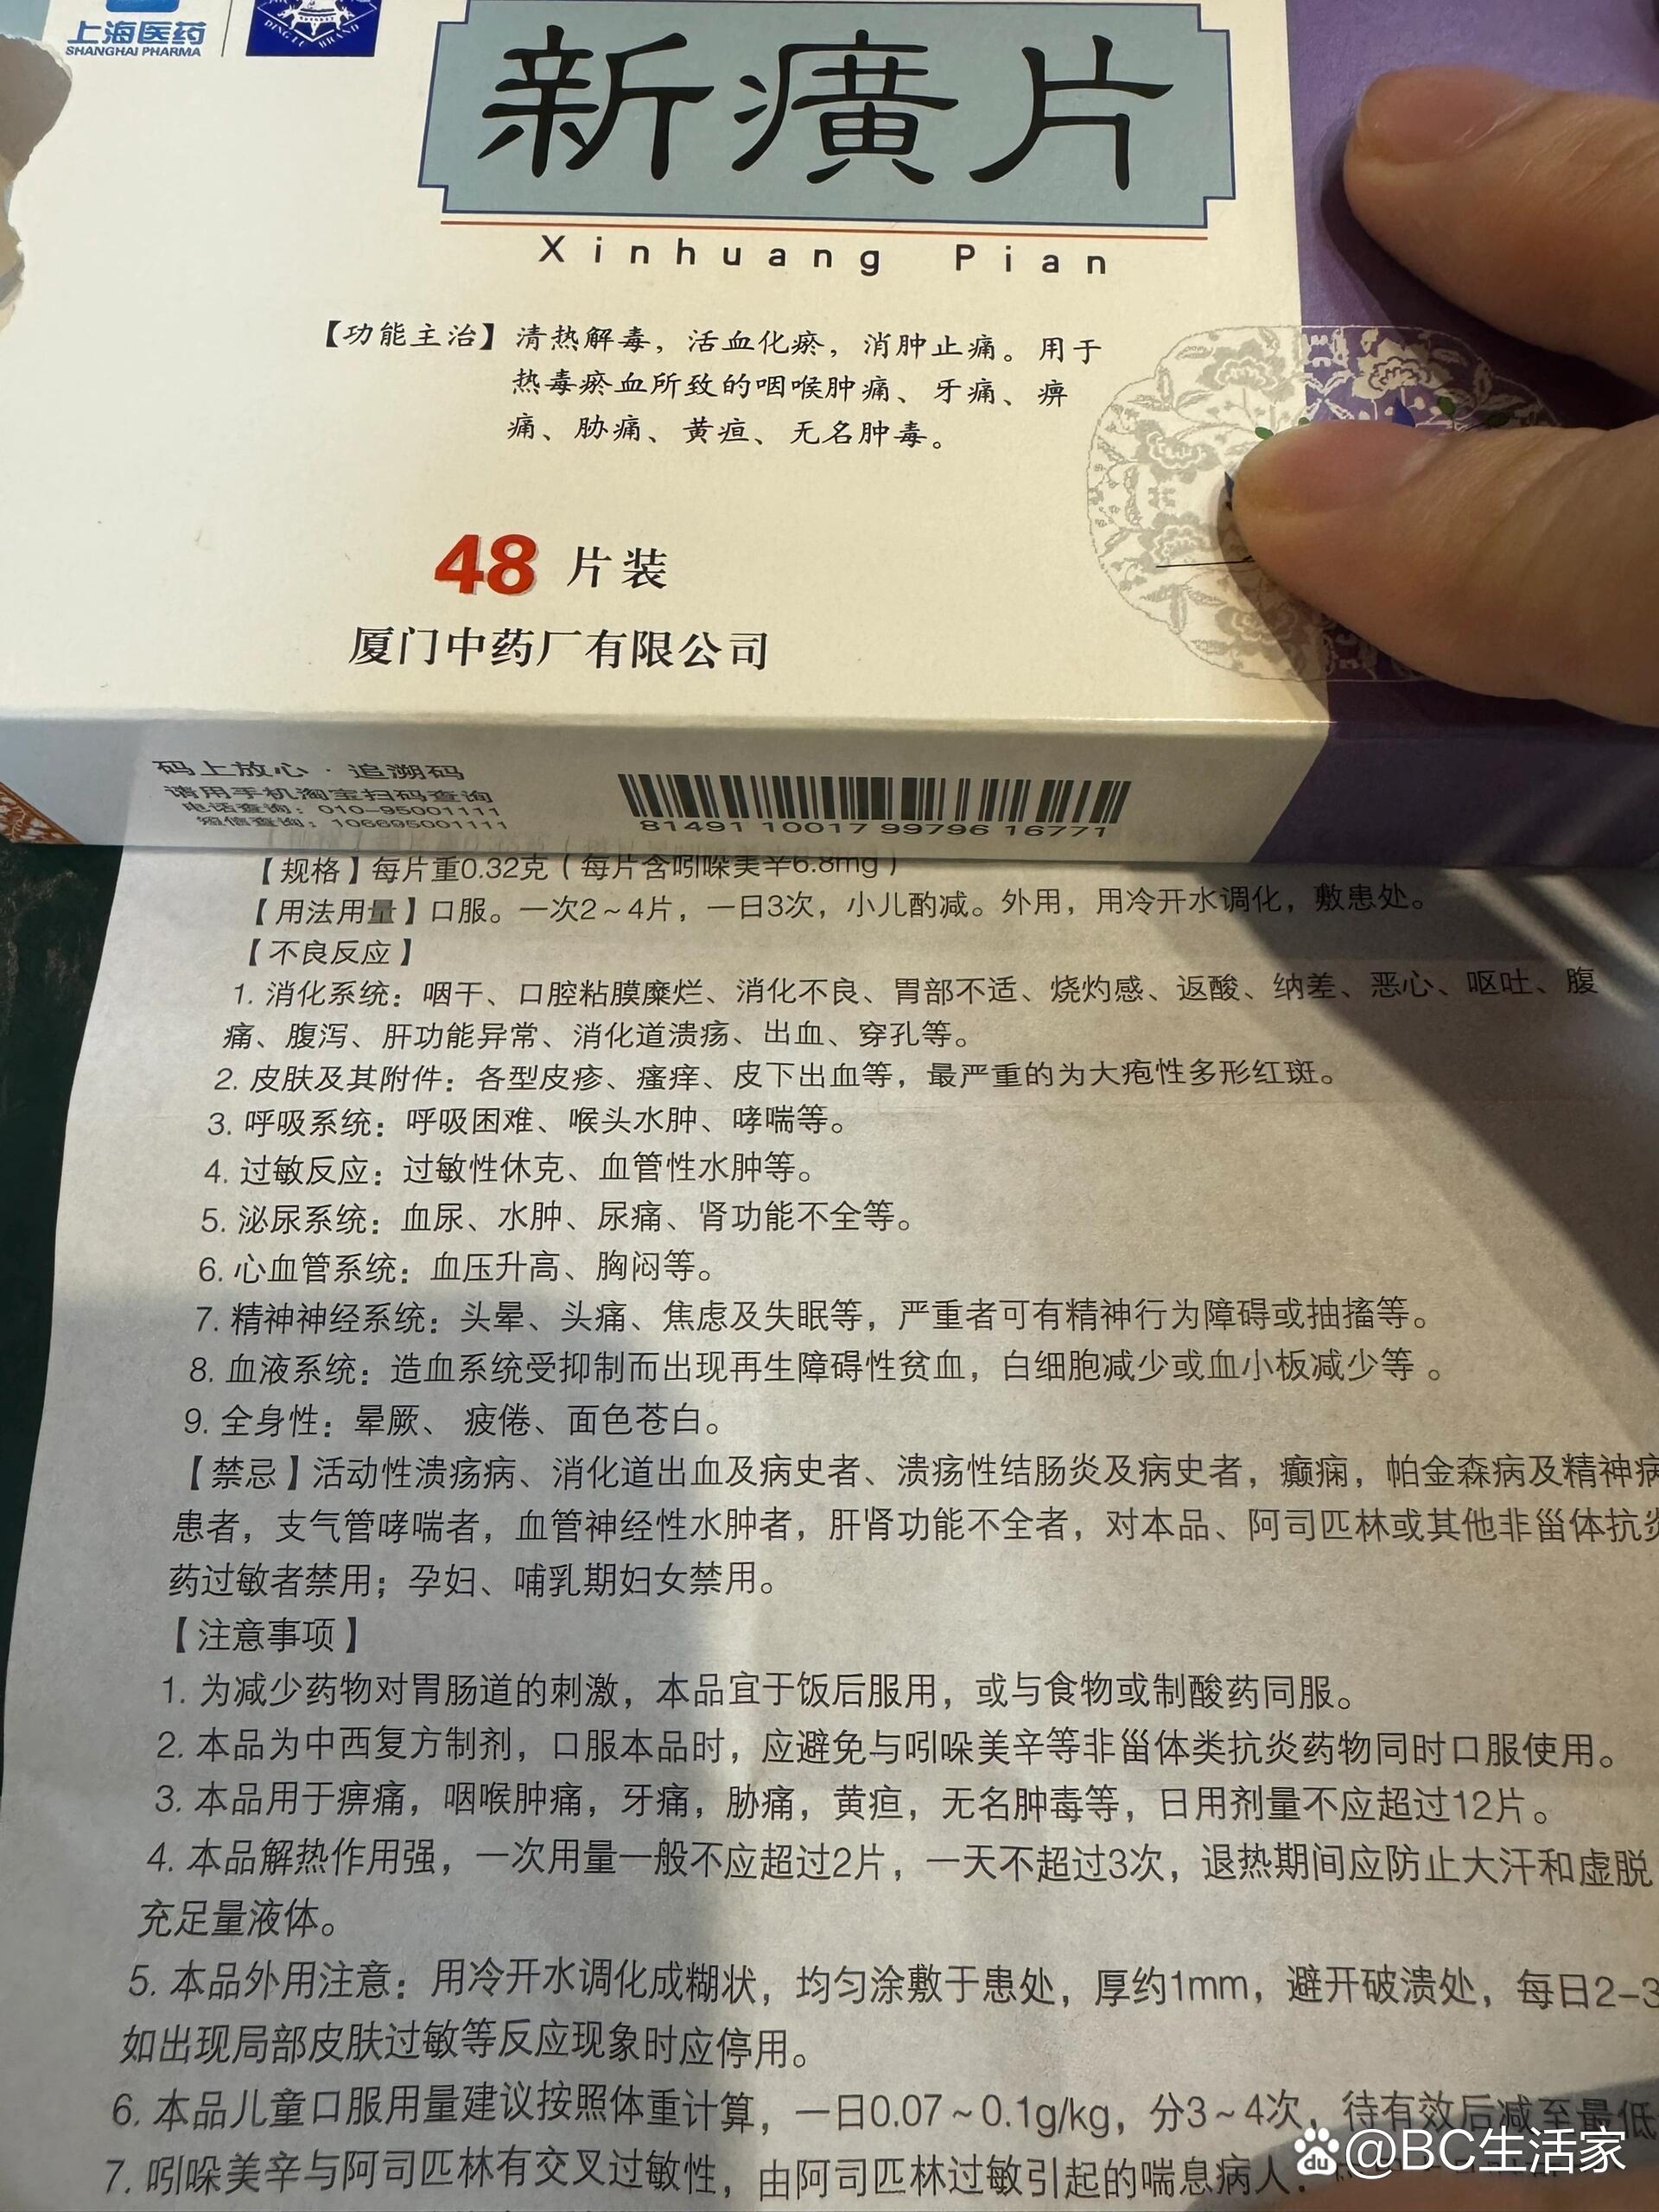 上海医药
SHANGHAI PHARMA
DING LU BRAND
新癀片
Xinhuang Pian
【功能主治】清热解毒，活血化瘀，消肿止痛。用于
热毒瘀血所致的咽喉肿痛、牙痛、痹
痛、胁痛、黄疸、无名肿毒。
48 片装
厦门中药厂有限公司
码上放心·追溯码
请用手机淘宝扫码查询
电话查询：010-95001111
短信查询：106695001111
81491 10017 99796 16771
【规格】每片重0.32克（每片含吲哚美辛6.8mg）
【用法用量】口服。一次2～4片，一日3次，小儿酌减。外用，用冷开水调化，敷患处。
【不良反应】
1. 消化系统：咽干、口腔粘膜糜烂、消化不良、胃部不适、烧灼感、返酸、纳差、恶心、呕吐、腹
痛、腹泻、肝功能异常、消化道溃疡、出血、穿孔等。
2. 皮肤及其附件：各型皮疹、瘙痒、皮下出血等，最严重的为大疱性多形红斑。
3. 呼吸系统：呼吸困难、喉头水肿、哮喘等。
4. 过敏反应：过敏性休克、血管性水肿等。
5. 泌尿系统：血尿、水肿、尿痛、肾功能不全等。
6. 心血管系统：血压升高、胸闷等。
7. 精神神经系统：头晕、头痛、焦虑及失眠等，严重者可有精神行为障碍或抽搐等。
8. 血液系统：造血系统受抑制而出现再生障碍性贫血，白细胞减少或血小板减少等 。
9. 全身性：晕厥、 疲倦、面色苍白。
【禁忌】活动性溃疡病、消化道出血及病史者、溃疡性结肠炎及病史者，癫痫，帕金森病及精神病
患者，支气管哮喘者，血管神经性水肿者，肝肾功能不全者，对本品、阿司匹林或其他非甾体抗炎
药过敏者禁用；孕妇、哺乳期妇女禁用。
【注意事项】
1. 为减少药物对胃肠道的刺激，本品宜于饭后服用，或与食物或制酸药同服。
2. 本品为中西复方制剂，口服本品时，应避免与吲哚美辛等非甾体类抗炎药物同时口服使用。
3. 本品用于痹痛，咽喉肿痛，牙痛，胁痛，黄疸，无名肿毒等，日用剂量不应超过12片。
4. 本品解热作用强，一次用量一般不应超过2片，一天不超过3次，退热期间应防止大汗和虚脱
充足量液体。
5. 本品外用注意：用冷开水调化成糊状，均匀涂敷于患处，厚约1mm，避开破溃处，每日2-3
如出现局部皮肤过敏等反应现象时应停用。
6. 本品儿童口服用量建议按照体重计算，一日0.07～0.1g/kg，分3～4次，待有效后减至最低
7. 吲哚美辛与阿司匹林有交叉过敏性，由阿司匹林过敏引起的喘息病人，
@BC生活家